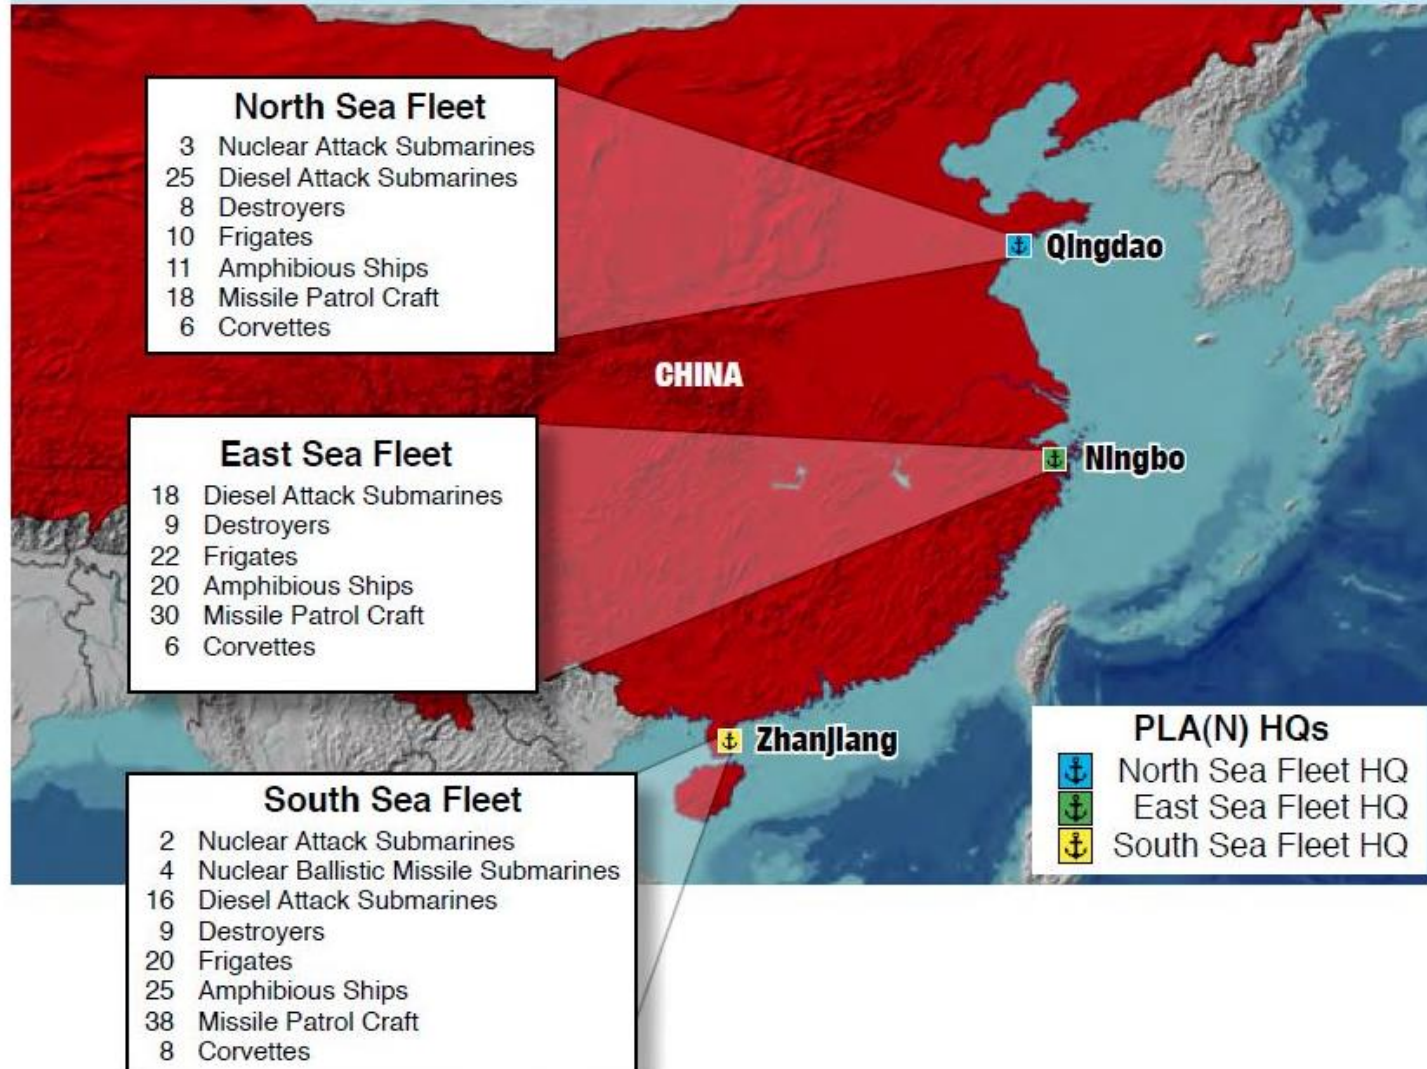 North Sea Fleet
3 Nuclear Attack Submarines
25 Diesel Attack Submarines
8 Destroyers
10 Frigates
11 Amphibious Ships
18 Missile Patrol Craft
6 Corvettes
Qingdao
CHINA
East Sea Fleet
18 Diesel Attack Submarines
9 Destroyers
22 Frigates
20 Amphibious Ships
30 Missile Patrol Craft
6 Corvettes
Ningbo
Zhanjiang
South Sea Fleet
2 Nuclear Attack Submarines
4 Nuclear Ballistic Missile Submarines
16 Diesel Attack Submarines
9 Destroyers
20 Frigates
25 Amphibious Ships
38 Missile Patrol Craft
8 Corvettes
PLA(N) HQs
North Sea Fleet HQ
East Sea Fleet HQ
South Sea Fleet HQ